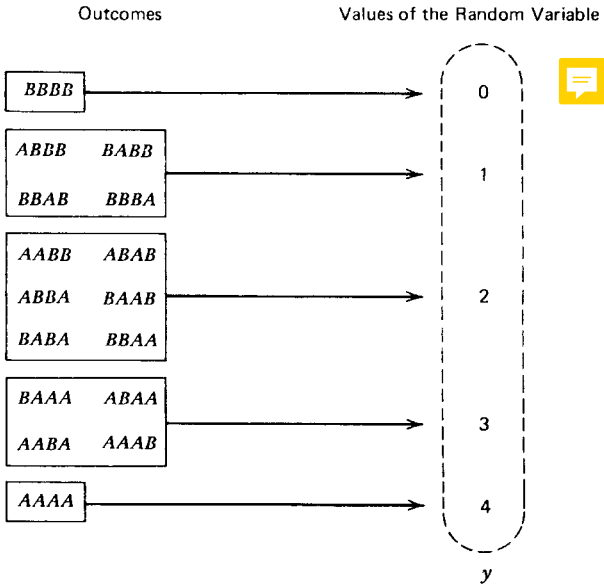 Outcomes Values of the Random Variable
BBBB 0
ABBB BABB
1
BBAB BBBA
AABB ABAB
ABBA BAAB 2
BABA BBAA
BAAA ABAA
3
AABA AAAB
AAAA 4
y